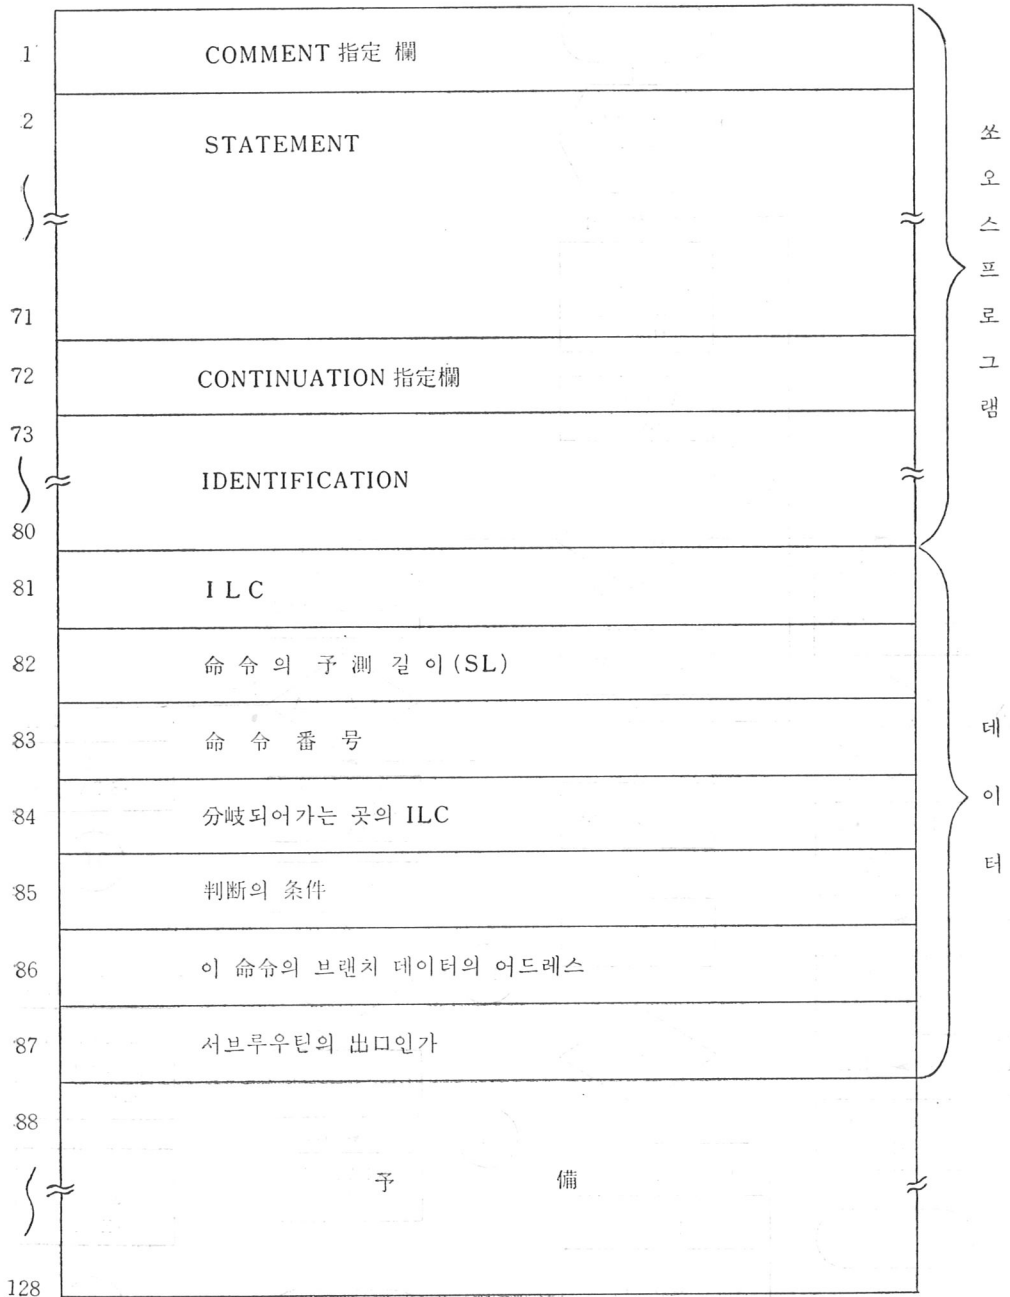 1 COMMENT 指定 欄
2
STATEMENT
71
72 CONTINUATION 指定欄
73
IDENTIFICATION
80
81 I L C
82 命 令 의 予 測 길 이 (SL)
83 命 令 番 号
84 分岐되어가는 곳의 ILC
85 判断의 条件
86 이 命令의 브랜치 데이터의 어드레스
87 서브루우틴의 出口인가
88
予 備
128
쏘오스프로그램
데이터